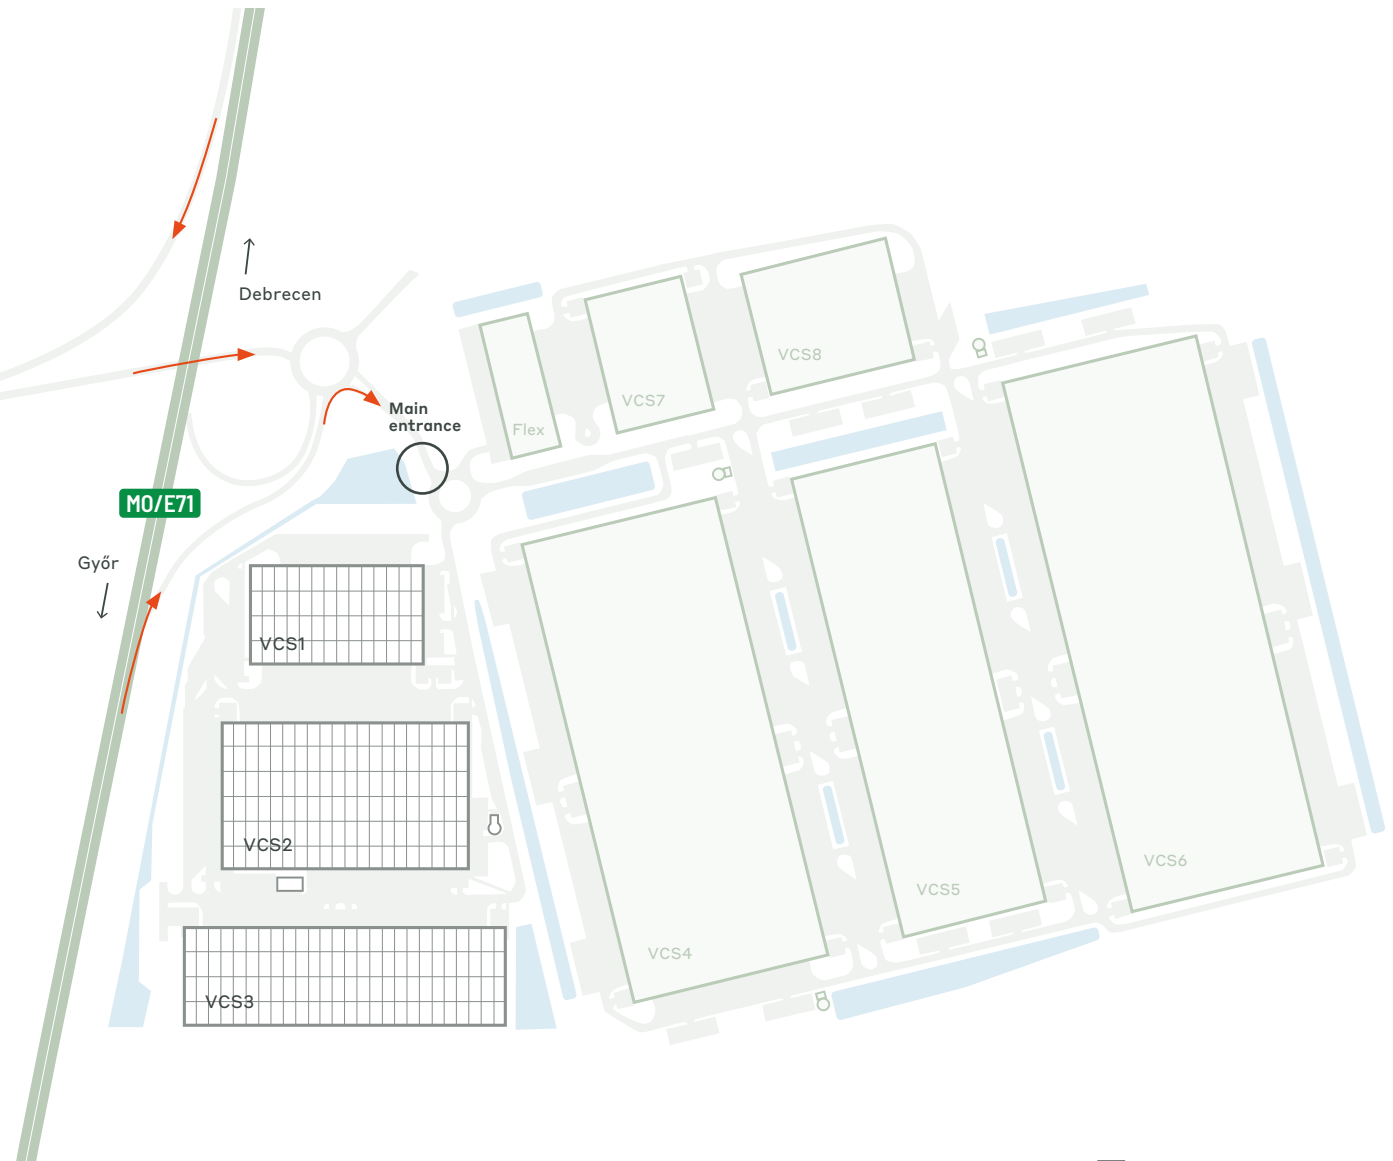 Debrecen
VCS8
VCS7
Main
entrance
Flex
M0/E71
Győr
VCS1
VCS2
VCS6
VCS5
VCS4
VCS3